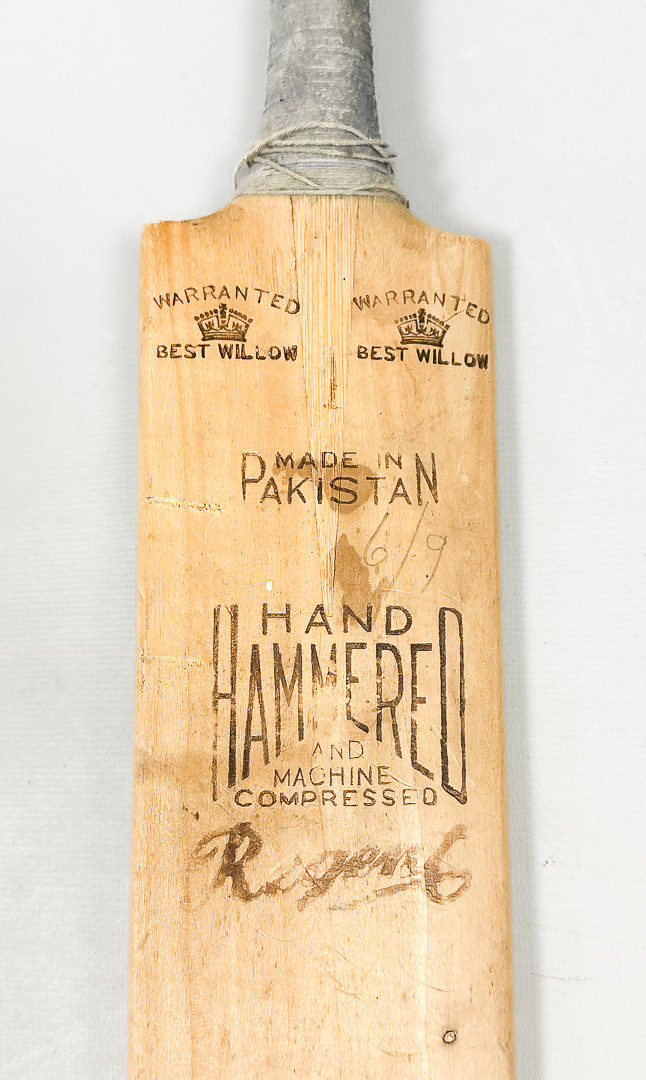 WARRANTED
BEST WILLOW
WARRANTED
BEST WILLOW
MADE IN
PAKISTAN
6/9
HAND
HAMMERED
AND
MACHINE
COMPRESSED